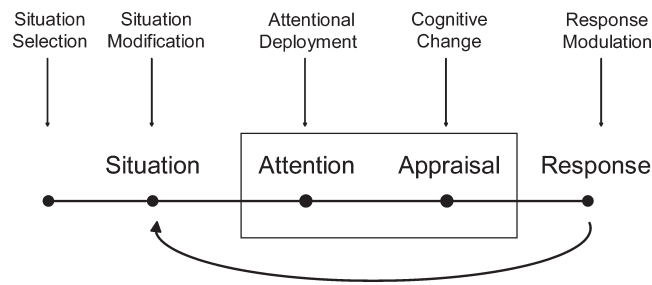 Situation Selection
Situation Modification
Attentional Deployment
Cognitive Change
Response Modulation
Situation
Attention
Appraisal
Response